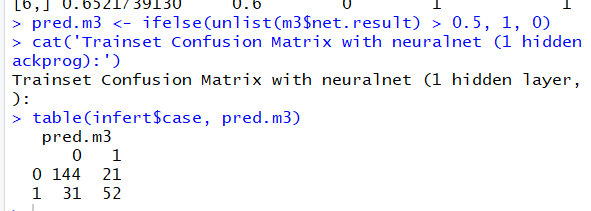 [6,] 0.6521739130 0.6 0 1 1
> pred.m3 <- ifelse(unlist(m3$net.result) > 0.5, 1, 0)
> cat('Trainset Confusion Matrix with neuralnet (1 hidden
ackprog):')
Trainset Confusion Matrix with neuralnet (1 hidden layer,
):
> table(infert$case, pred.m3)
pred.m3
0 1
0 144 21
1 31 52
>